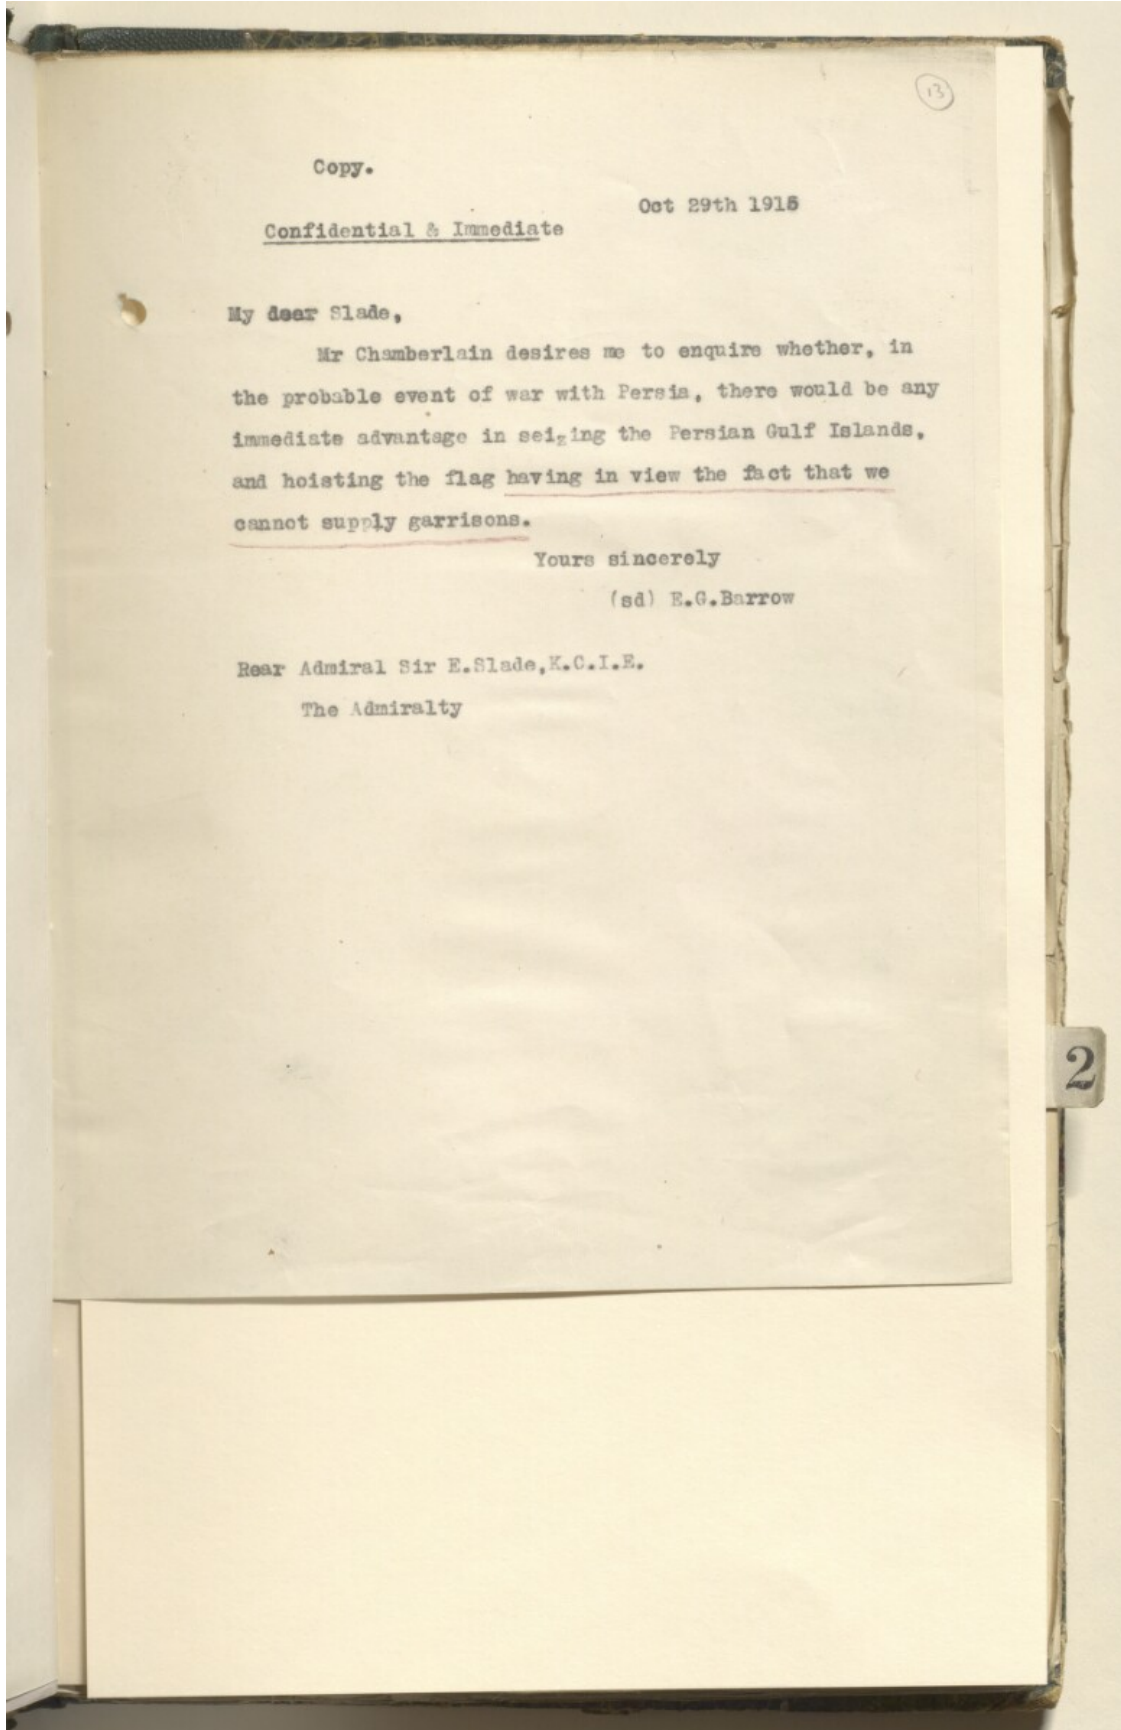 13
Copy.
Oct 29th 1915
Confidential & Immediate
My dear Slade,
Mr Chamberlain desires me to enquire whether, in
the probable event of war with Persia, there would be any
immediate advantage in seizing the Persian Gulf Islands,
and hoisting the flag having in view the fact that we
cannot supply garrisons.
Yours sincerely
(sd) E.G.Barrow
Rear Admiral Sir E.Slade,K.C.I.E.
The Admiralty
2